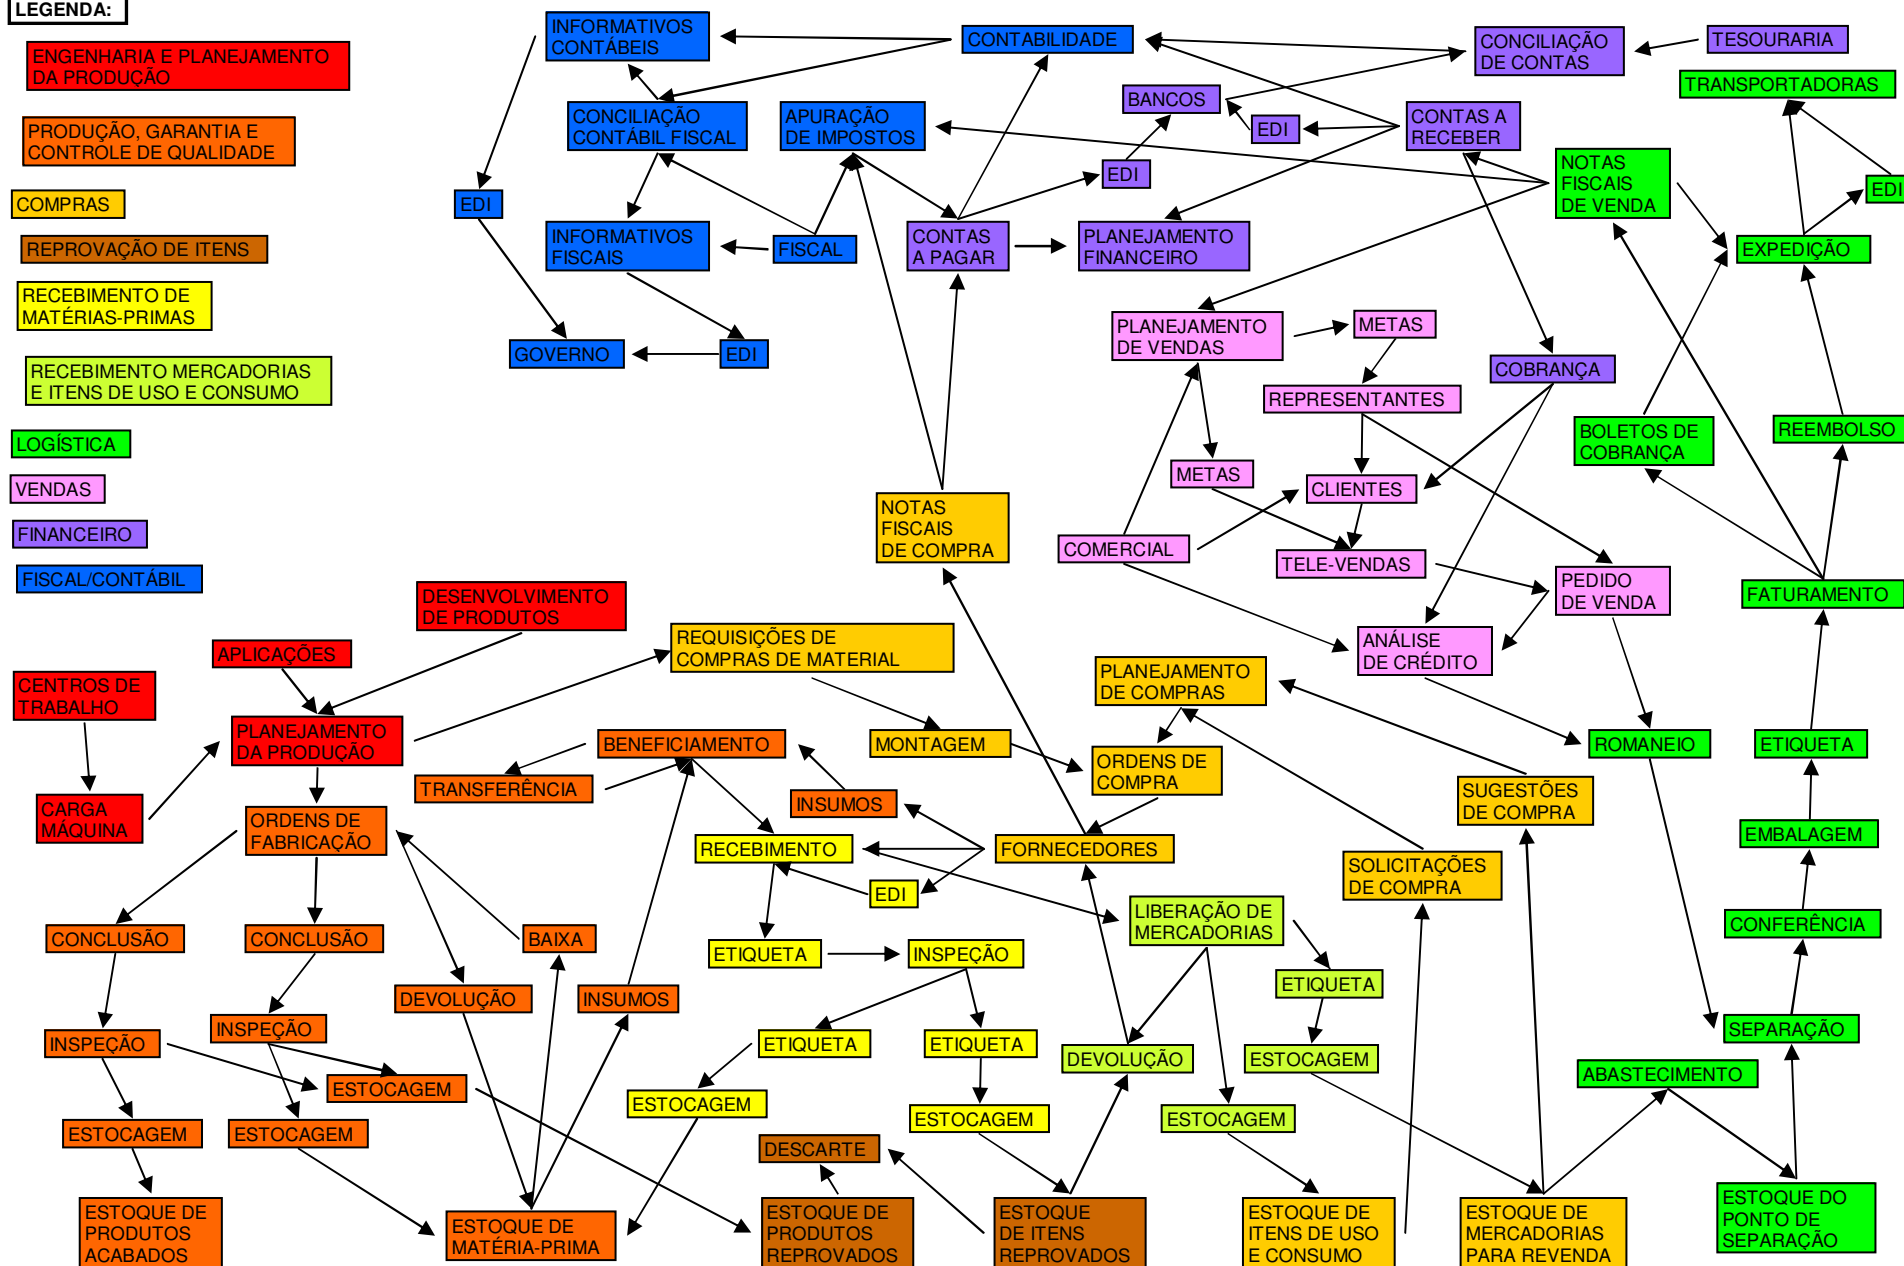 LEGENDA:
ENGENHARIA E PLANEJAMENTO
DA PRODUÇÃO
PRODUÇÃO, GARANTIA E
CONTROLE DE QUALIDADE
COMPRAS
REPROVAÇÃO DE ITENS
RECEBIMENTO DE
MATÉRIAS-PRIMAS
RECEBIMENTO MERCADORIAS
E ITENS DE USO E CONSUMO
LOGÍSTICA
VENDAS
FINANCEIRO
FISCAL/CONTÁBIL
INFORMATIVOS
CONTÁBEIS
CONTABILIDADE
CONCILIAÇÃO
DE CONTAS
TESOURARIA
TRANSPORTADORAS
CONCILIAÇÃO
CONTÁBIL FISCAL
APURAÇÃO
DE IMPOSTOS
BANCOS
EDI
CONTAS A
RECEBER
EDI
NOTAS
FISCAIS
DE VENDA
EDI
EDI
INFORMATIVOS
FISCAIS
FISCAL
CONTAS
A PAGAR
PLANEJAMENTO
FINANCEIRO
EXPEDIÇÃO
GOVERNO
EDI
PLANEJAMENTO
DE VENDAS
METAS
COBRANÇA
REPRESENTANTES
BOLETOS DE
COBRANÇA
REEMBOLSO
METAS
CLIENTES
NOTAS
FISCAIS
DE COMPRA
COMERCIAL
TELE-VENDAS
PEDIDO
DE VENDA
FATURAMENTO
DESENVOLVIMENTO
DE PRODUTOS
APLICAÇÕES
REQUISIÇÕES DE
COMPRAS DE MATERIAL
ANÁLISE
DE CRÉDITO
CENTROS DE
TRABALHO
PLANEJAMENTO
DE COMPRAS
PLANEJAMENTO
DA PRODUÇÃO
BENEFICIAMENTO
MONTAGEM
ROMANEIO
ETIQUETA
ORDENS DE
COMPRA
TRANSFERÊNCIA
INSUMOS
SUGESTÕES
DE COMPRA
CARGA
MÁQUINA
ORDENS DE
FABRICAÇÃO
EMBALAGEM
RECEBIMENTO
FORNECEDORES
SOLICITAÇÕES
DE COMPRA
EDI
LIBERAÇÃO DE
MERCADORIAS
CONFERÊNCIA
CONCLUSÃO
CONCLUSÃO
BAIXA
ETIQUETA
INSPEÇÃO
ETIQUETA
DEVOLUÇÃO
INSUMOS
INSPEÇÃO
INSPEÇÃO
ETIQUETA
ETIQUETA
DEVOLUÇÃO
ESTOCAGEM
SEPARAÇÃO
ESTOCAGEM
ABASTECIMENTO
ESTOCAGEM
ESTOCAGEM
ESTOCAGEM
ESTOCAGEM
ESTOCAGEM
DESCARTE
ESTOQUE DE
PRODUTOS
ACABADOS
ESTOQUE DE
MATÉRIA-PRIMA
ESTOQUE DE
PRODUTOS
REPROVADOS
ESTOQUE
DE ITENS
REPROVADOS
ESTOQUE DE
ITENS DE USO
E CONSUMO
ESTOQUE DE
MERCADORIAS
PARA REVENDA
ESTOQUE DO
PONTO DE
SEPARAÇÃO